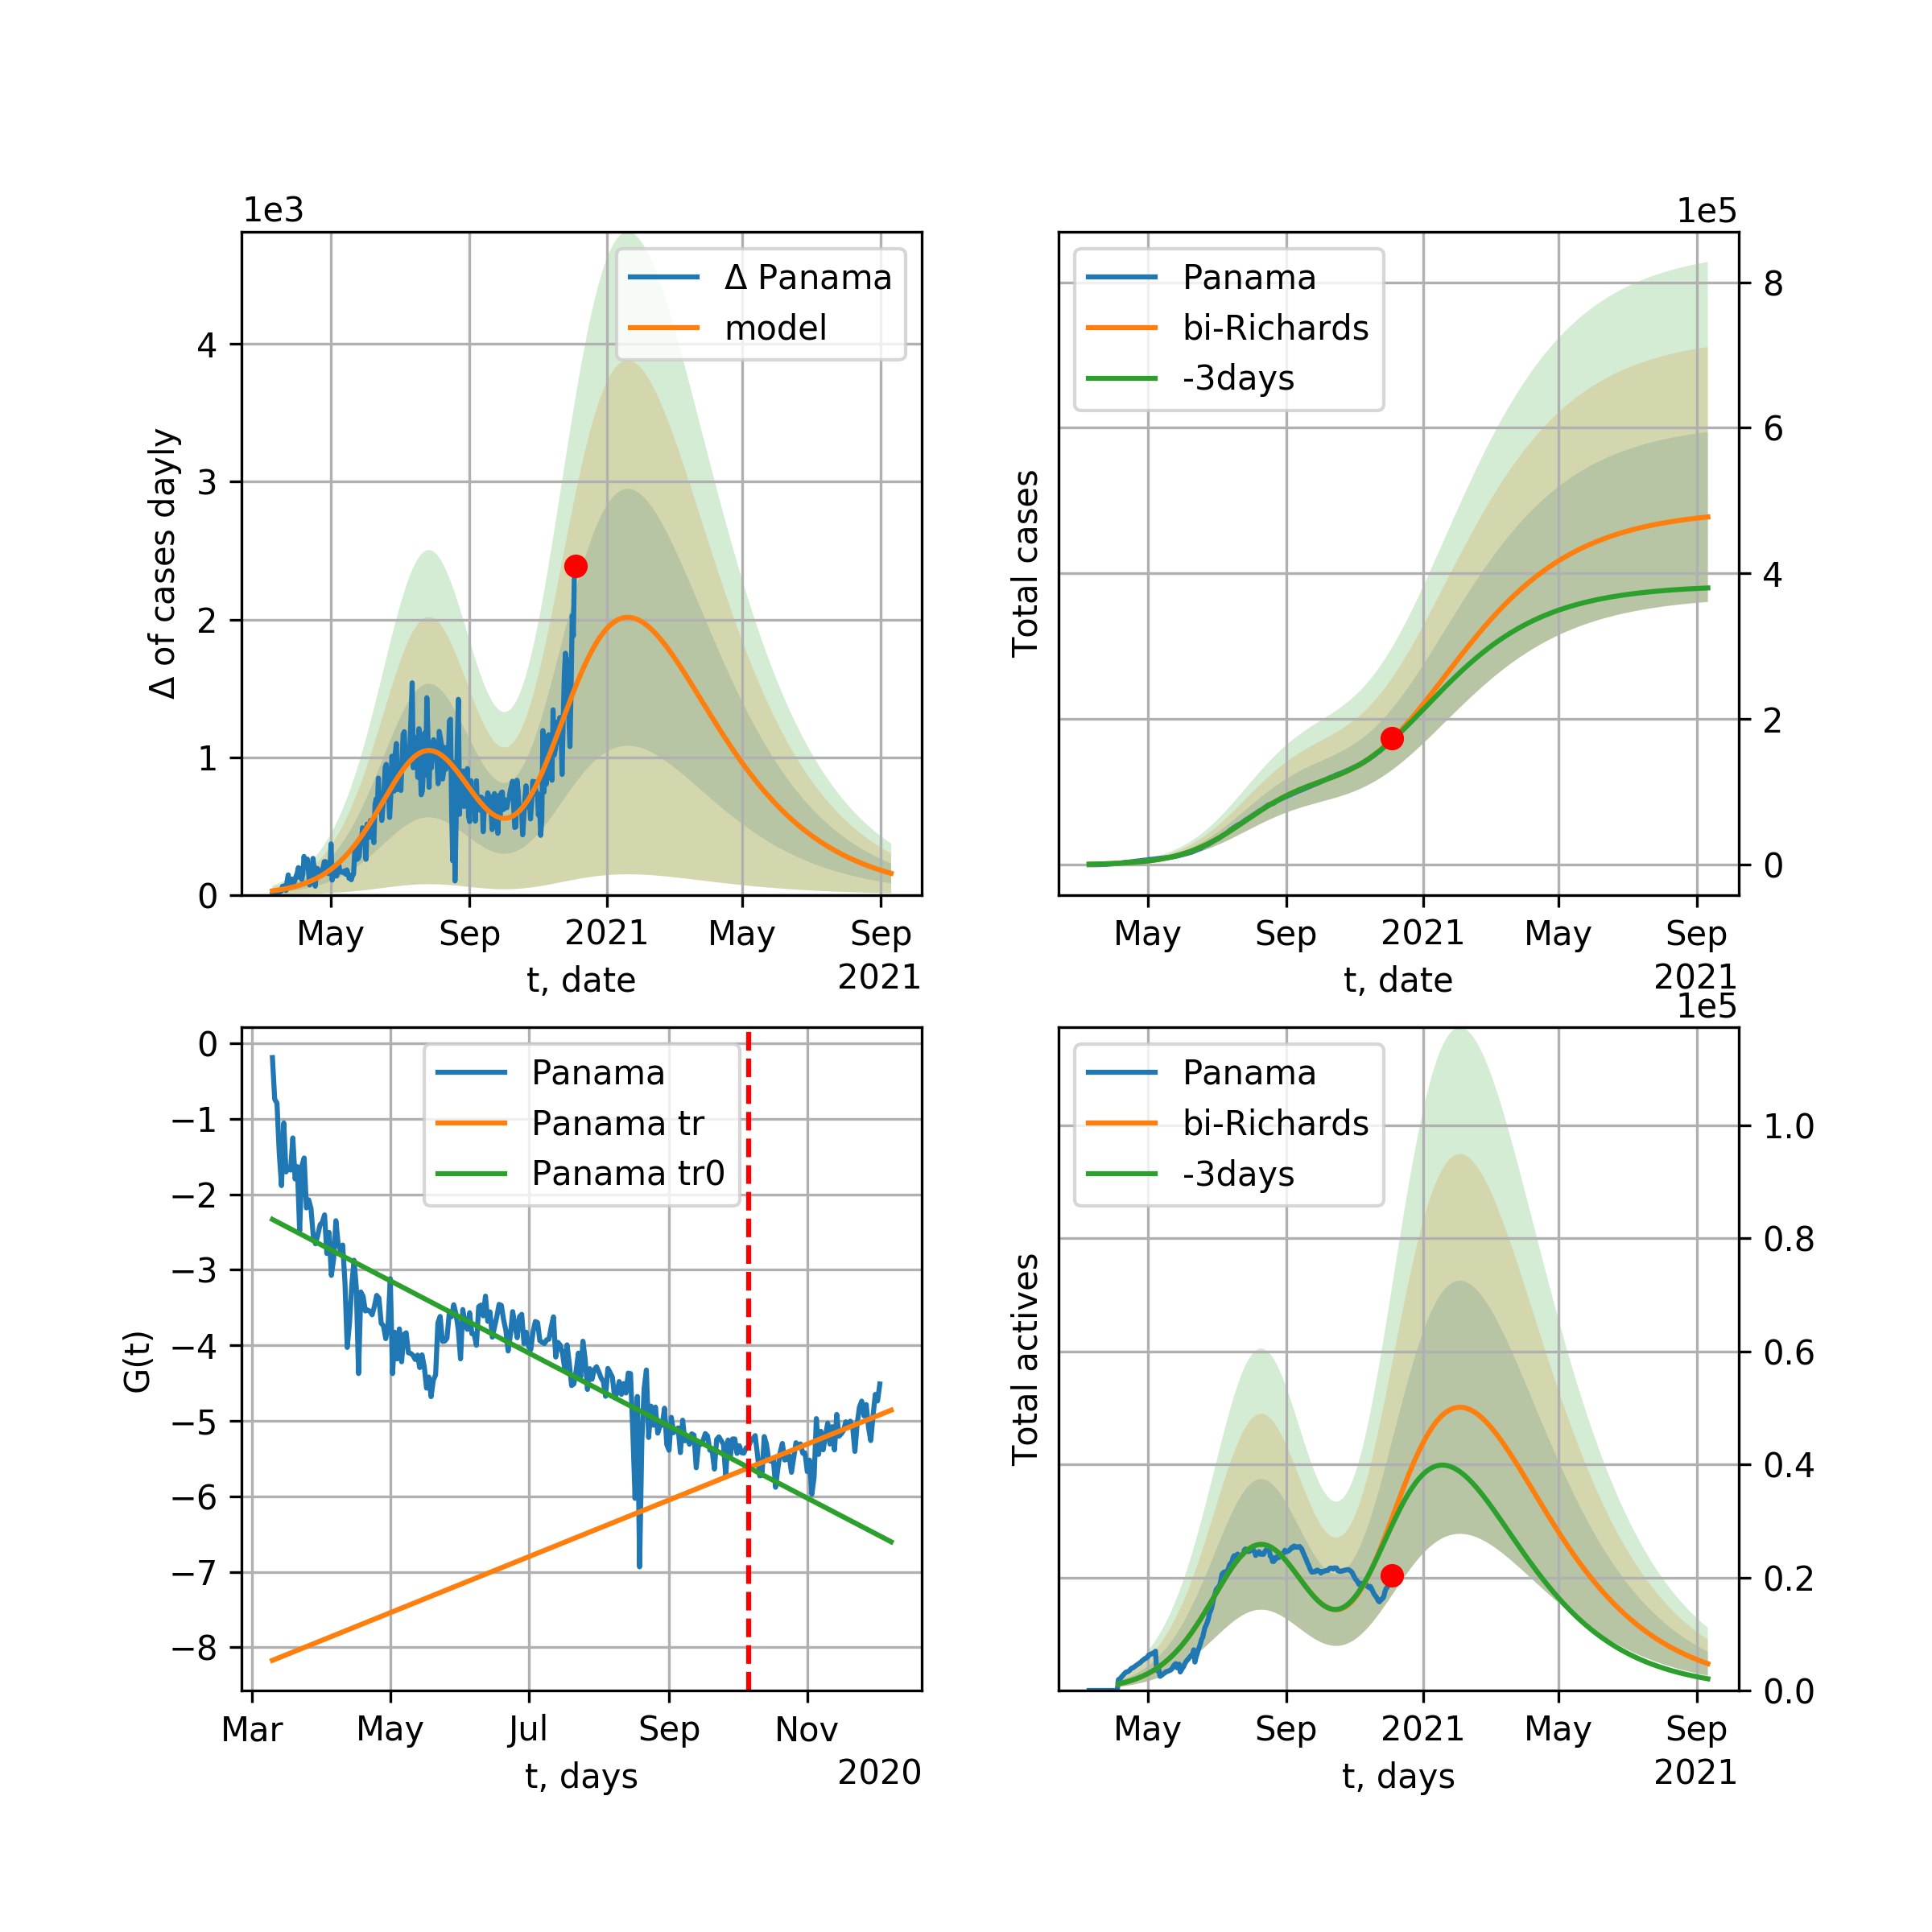 1e3
Δ of cases dayly
4
3
2
1
0
Δ Panama
model
May
Sep
2021
May
Sep
t, date
2021
1e5
Total cases
Panama
bi-Richards
-3days
8
6
4
2
0
May
Sep
2021
May
Sep
t, date
2021
G(t)
0
−1
−2
−3
−4
−5
−6
−7
−8
Panama
Panama tr
Panama tr0
Mar
May
Jul
Sep
Nov
t, days
2020
1e5
Total actives
Panama
bi-Richards
-3days
1.0
0.8
0.6
0.4
0.2
0.0
May
Sep
2021
May
Sep
t, days
2021